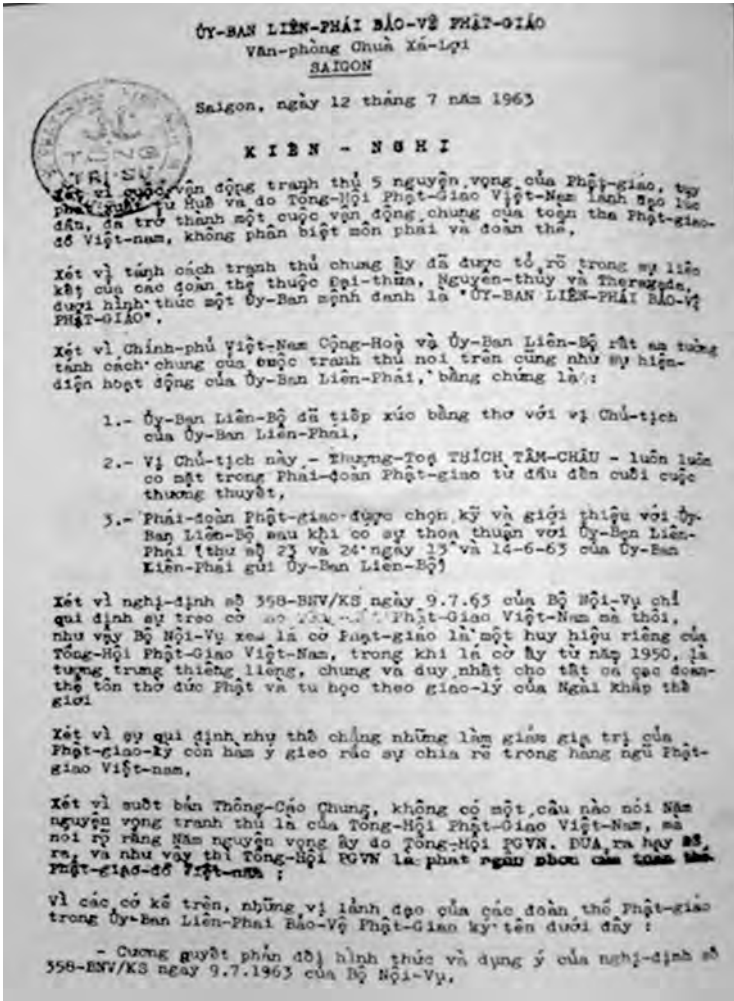 ỦY-BAN LIÊN-PHÁI BẢO-VỆ PHẬT-GIÁO
Văn-phòng Chuà Xá-Lợi
SAIGON
Saigon, ngày 12 tháng 7 năm 1963
TỔNG
TRỊ SỰ
KIẾN - NGHỊ
Xét vì cuộc vận động tranh thủ 5 nguyện vọng của Phật-giáo, tuy
phát xuất tự Huế và do Tổng-Hội Phật-Giáo Việt-Nam lãnh đạo lúc
đầu, đã trở thành một cuộc vận động chung của toàn thể Phật-giáo-
đồ Việt-nam, không phân biệt môn phái và đoàn thể,
Xét vì tánh cách tranh thủ chung ấy đã được tỏ rõ trong sự liên
kết của các đoàn thể thuộc Đại-thừa, Nguyên-thủy và Theravada,
dưới hình thức một Ủy-Ban mệnh danh là "ỦY-BAN LIÊN-PHÁI BẢO-VỆ
PHẬT-GIÁO".
Xét vì Chính-phủ Việt-Nam Cộng-Hoà và Ủy-Ban Liên-Bộ rất am tường
tánh cách chung của cuộc tranh thủ nói trên cũng như sự hiện-
diện hoạt động của Ủy-Ban Liên-Phái, bằng chứng là :
1.- Ủy-Ban Liên-Bộ đã tiếp xúc bằng thơ với vị Chủ-tịch
của Ủy-Ban Liên-Phái,
2.- Vị Chủ-tịch này - Thượng-Toạ THÍCH TÂM-CHÂU - luôn luôn
có mặt trong Phái-đoàn Phật-giáo từ đầu đến cuối cuộc
thương thuyết,
3.- Phái-đoàn Phật-giáo được chọn kỹ và giới thiệu với Ủy-
Ban Liên-Bộ sau khi có sự thoả thuận với Ủy-Ban Liên-
Phái (thư số 23 và 24 ngày 13 và 14-6-63 của Ủy-Ban
Liên-Phái gửi Ủy-Ban Liên-Bộ)
Xét vì nghị-định số 358-BNV/KS ngày 9.7.63 của Bộ Nội-Vụ chỉ
qui định sự treo cờ Phật-Giáo Việt-Nam mà thôi,
như vậy Bộ Nội-Vụ xem lá cờ Phật-giáo là một huy hiệu riêng của
Tổng-Hội Phật-Giáo Việt-Nam, trong khi lá cờ ấy từ năm 1950, là
tượng trưng thiêng liêng, chung và duy nhất cho tất cả các đoàn-
thể tôn thờ đức Phật và tu học theo giáo-lý của Ngài khắp thế
giới
Xét vì sự qui định như thế chẳng những làm giảm giá trị của
Phật-giáo-kỳ còn hàm ý gieo rắc sự chia rẽ trong hàng ngũ Phật-
giáo Việt-nam,
Xét vì suốt bản Thông-Cáo Chung, không có một câu nào nói Năm
nguyện vọng tranh thủ là của Tổng-Hội Phật-Giáo Việt-Nam, mà
nói rõ rằng Năm nguyện vọng ấy do Tổng-Hội PGVN. ĐƯA ra hay
ra, và như vậy thì Tổng-Hội PGVN là phát ngôn nhơn của toàn thể
Phật-giáo-đồ Việt-nam ;
Vì các cớ kể trên, những vị lãnh đạo của các đoàn thể Phật-giáo
trong Ủy-Ban Liên-Phái Bảo-Vệ Phật-Giáo ký tên dưới đây :
- Cương quyết phản đối hình thức và dụng ý của nghị-định số
358-BNV/KS ngày 9.7.1963 của Bộ Nội-Vụ,